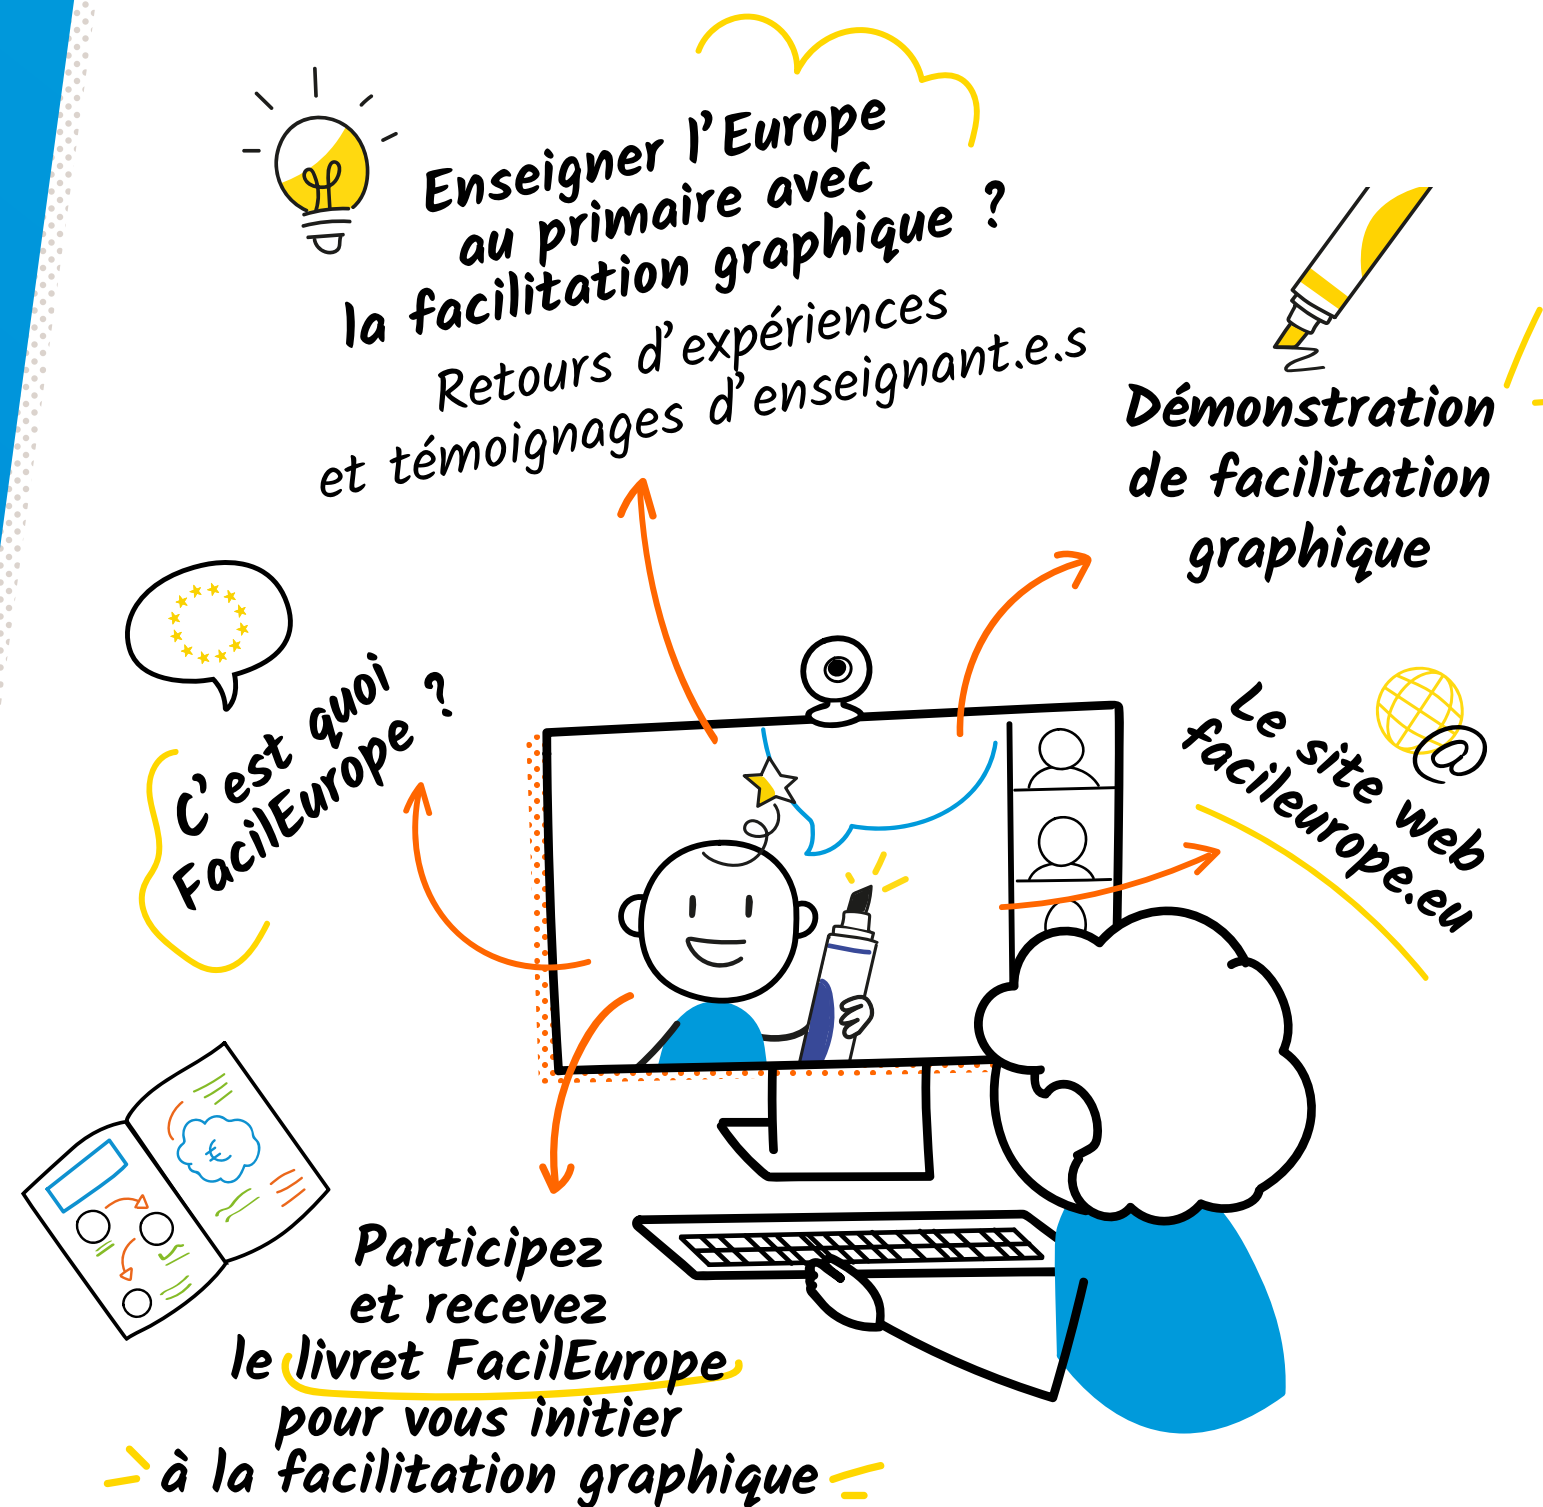 Enseigner l'Europe
au primaire avec
la facilitation graphique ?
Retours d'expériences
et témoignages d'enseignant.e.s
Démonstration
de facilitation
graphique
C'est quoi
FacilEurope ?
Le site web
facileurope.eu
@
€
Participez
et recevez
le livret FacilEurope
pour vous initier
à la facilitation graphique